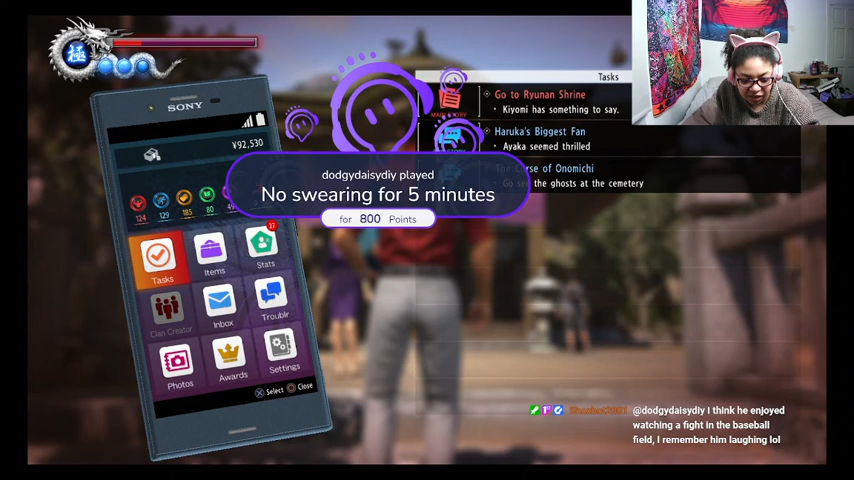 極
SONY
¥92,530
124
129
185
80
Tasks
Items
27
Stats
Clan Creator
Inbox
Troublr
Photos
Awards
Settings
Select
Close
dodgydaisydiy played
No swearing for 5 minutes
for 800 Points
Tasks
MAIN STORY
Go to Ryunan Shrine
Kiyomi has something to say.
Haruka's Biggest Fan
Ayaka seemed thrilled
Curse of Onomichi
the ghosts at the cemetery
@dodgydaisydiy I think he enjoyed
watching a fight in the baseball
field, I remember him laughing lol